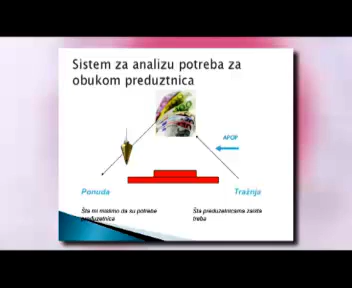 Sistem za analizu potreba za
obukom preduztnica
APOP
Ponuda
Tražnja
Šta mi mislimo da su potrebe
preduzetnica
Šta preduzetnicama zaista
treba